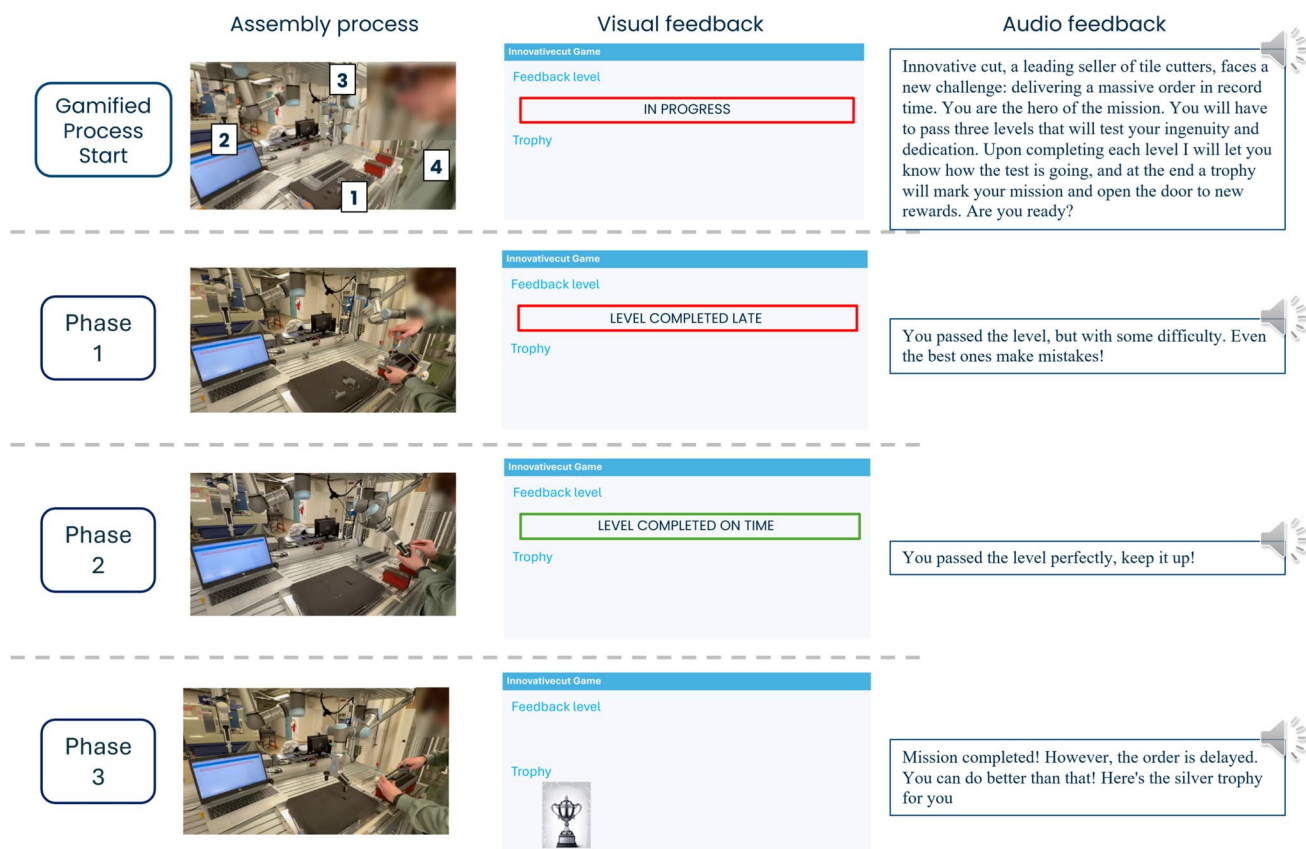 Assembly process
Visual feedback
Audio feedback
Gamified
Process
Start
3
2
4
1
Innovativecut Game
Feedback level
IN PROGRESS
Trophy
Innovative cut, a leading seller of tile cutters, faces a
new challenge: delivering a massive order in record
time. You are the hero of the mission. You will have
to pass three levels that will test your ingenuity and
dedication. Upon completing each level I will let you
know how the test is going, and at the end a trophy
will mark your mission and open the door to new
rewards. Are you ready?
Phase
1
Innovativecut Game
Feedback level
LEVEL COMPLETED LATE
Trophy
You passed the level, but with some difficulty. Even
the best ones make mistakes!
Phase
2
Innovativecut Game
Feedback level
LEVEL COMPLETED ON TIME
Trophy
You passed the level perfectly, keep it up!
Phase
3
Innovativecut Game
Feedback level
Trophy
Mission completed! However, the order is delayed.
You can do better than that! Here's the silver trophy
for you